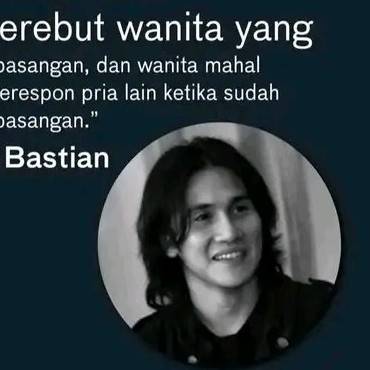 erebut wanita yang
pasangan, dan wanita mahal
erespon pria lain ketika sudah
pasangan.”
Bastian